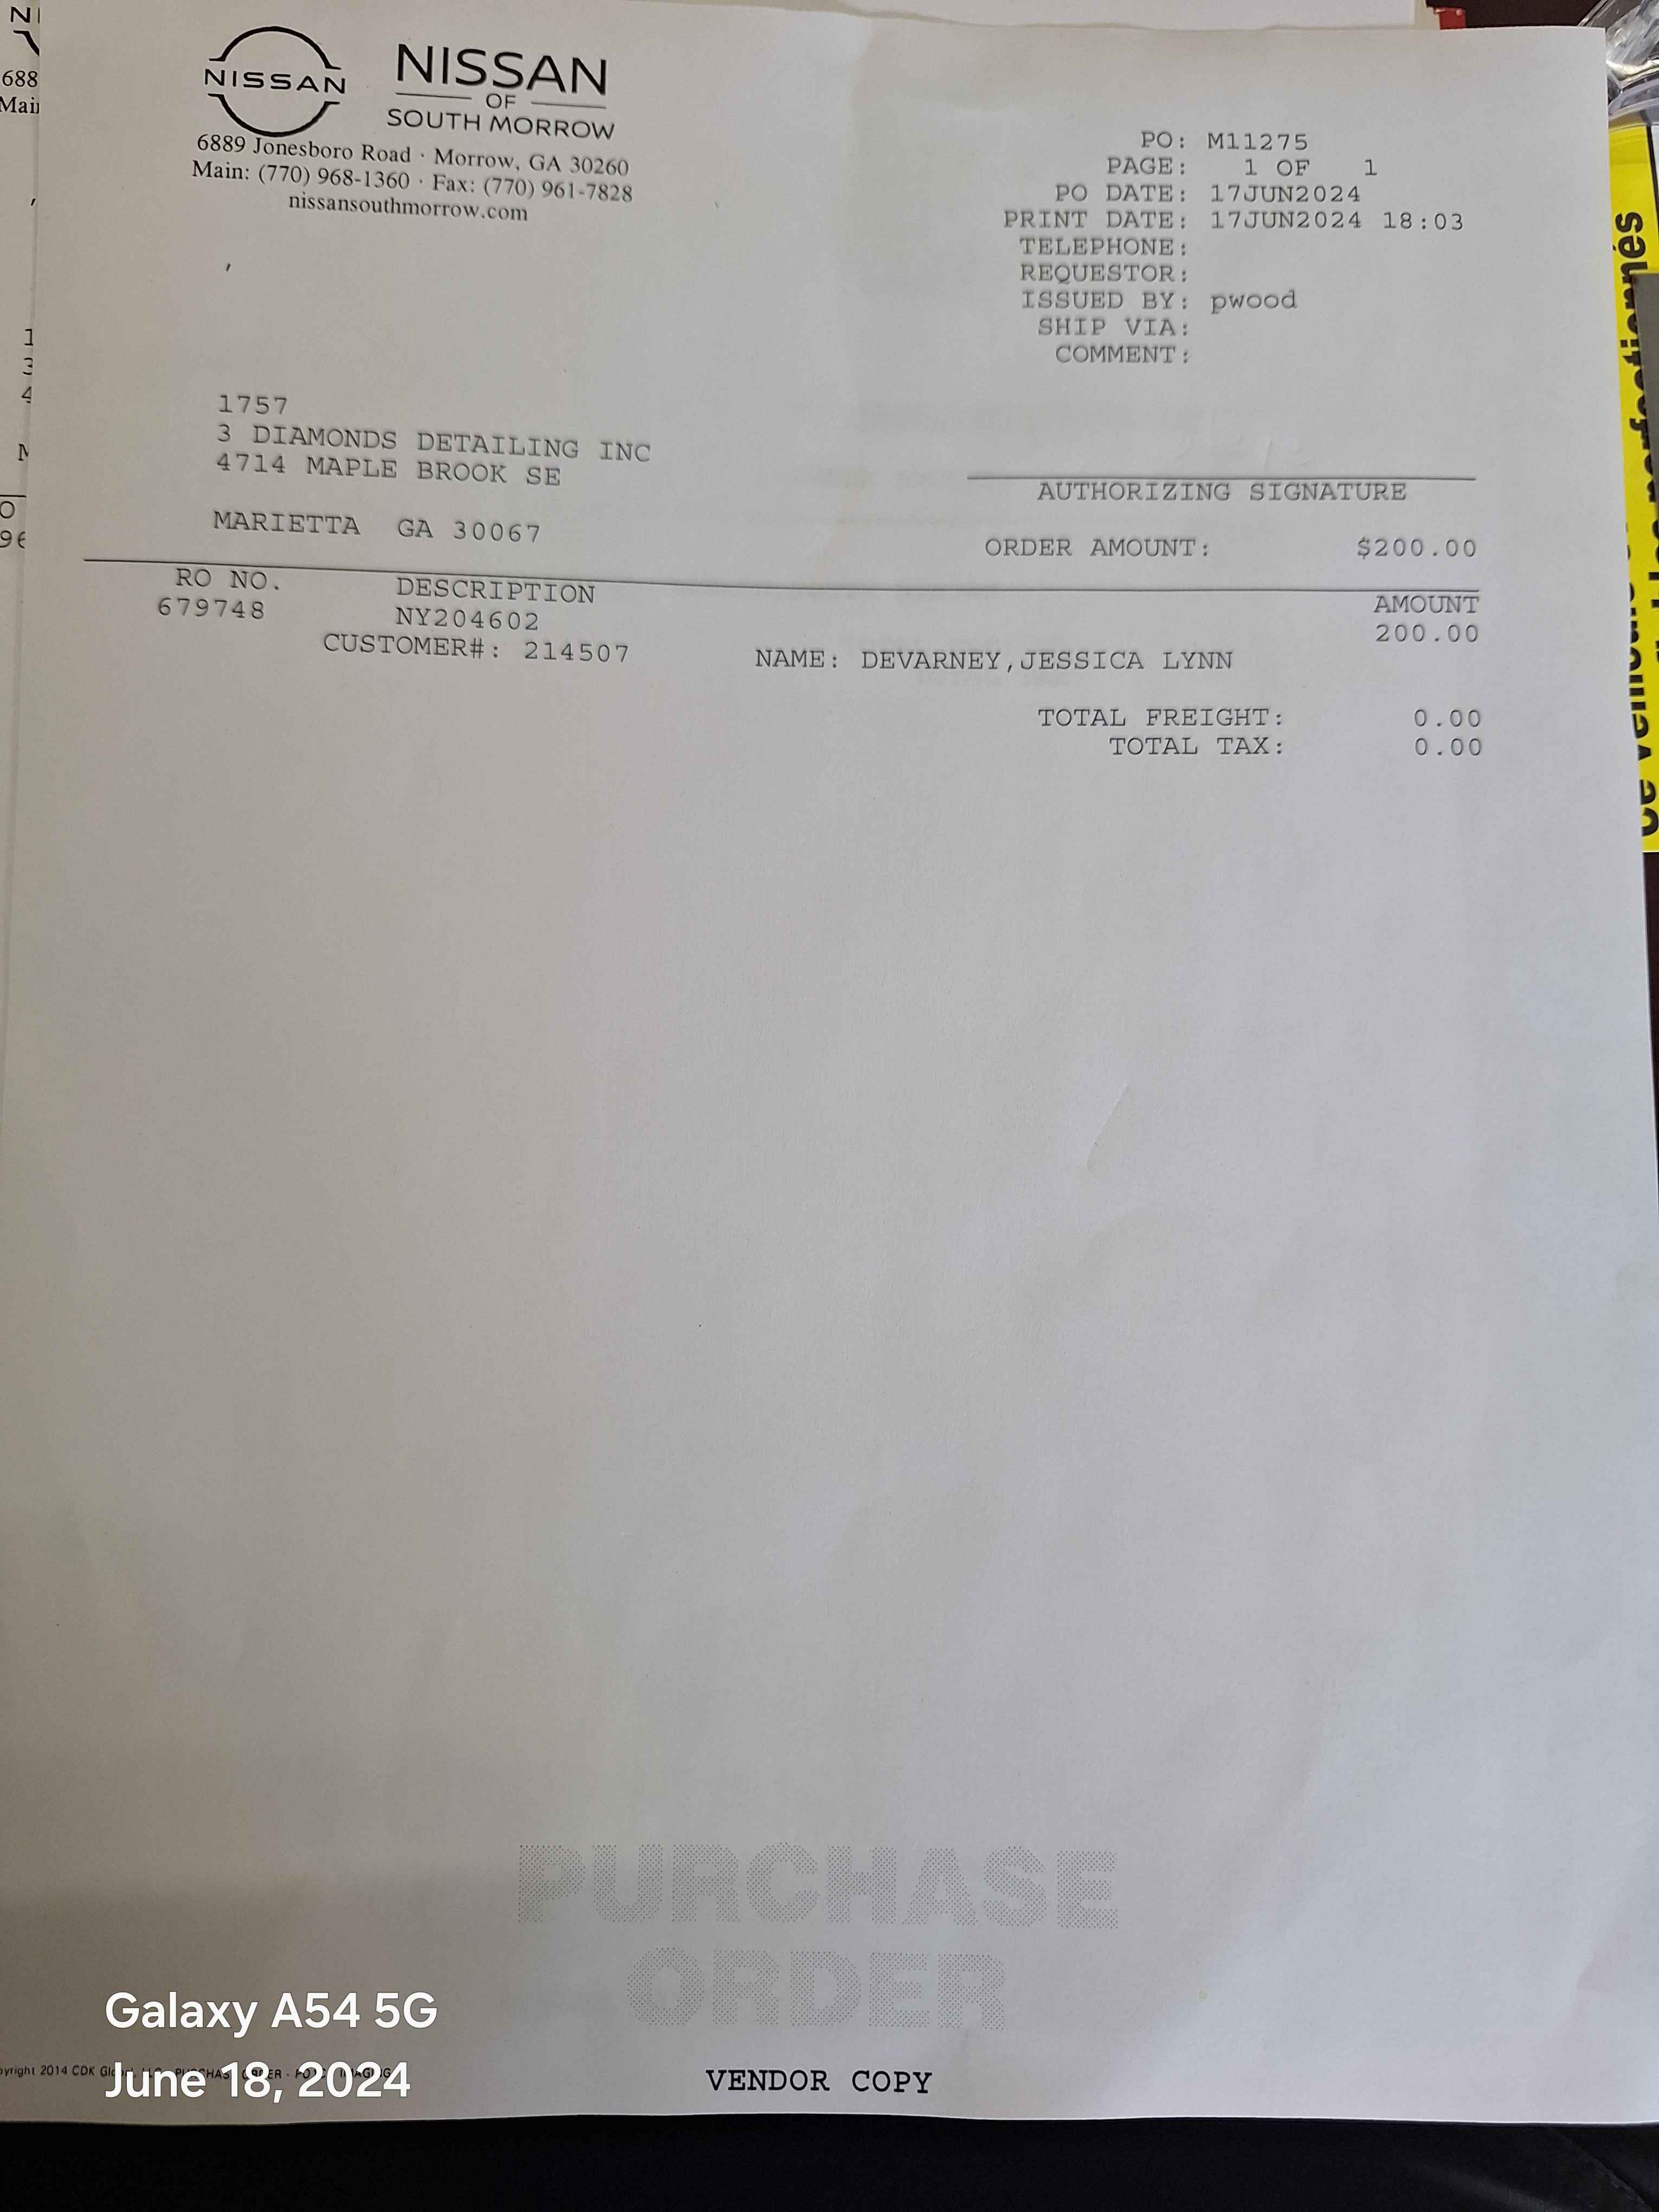 NISSAN
NISSAN
OF
SOUTH MORROW
6889 Jonesboro Road · Morrow, GA 30260
Main: (770) 968-1360 · Fax: (770) 961-7828
nissansouthmorrow.com
PO: M11275
PAGE: 1 OF 1
PO DATE: 17JUN2024
PRINT DATE: 17JUN2024 18:03
TELEPHONE:
REQUESTOR:
ISSUED BY: pwood
SHIP VIA:
COMMENT:
1757
3 DIAMONDS DETAILING INC
4714 MAPLE BROOK SE
MARIETTA GA 30067
AUTHORIZING SIGNATURE
ORDER AMOUNT: $200.00
RO NO. DESCRIPTION AMOUNT
679748 NY204602 200.00
CUSTOMER#: 214507 NAME: DEVARNEY,JESSICA LYNN
TOTAL FREIGHT: 0.00
TOTAL TAX: 0.00
PURCHASE
ORDER
Galaxy A54 5G
2014 CDK
June 18, 2024
VENDOR COPY
688
Mai